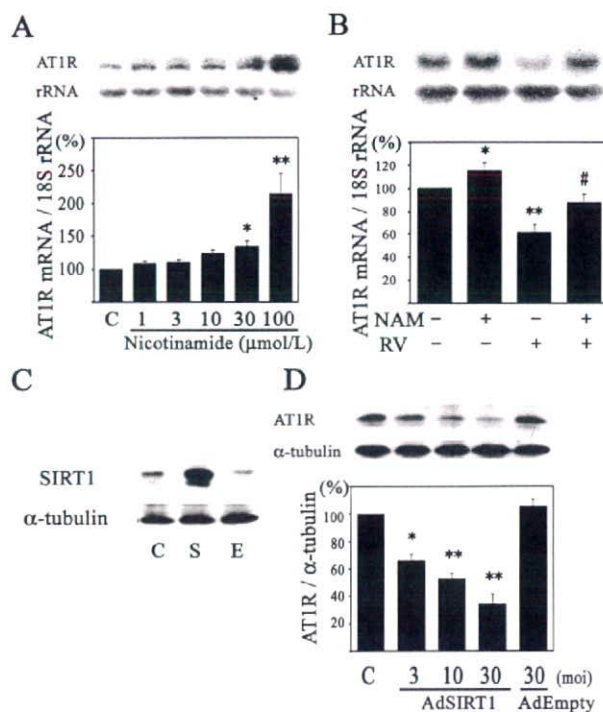 A
AT1R
rRNA
(%)
AT1R mRNA / 18S rRNA
250
200
150
100
*
**
C 1 3 10 30 100
Nicotinamide (μmol/L)
B
AT1R
rRNA
(%)
AT1R mRNA / 18S rRNA
120
100
80
60
40
20
*
**
#
NAM − + − +
RV − − + +
C
SIRT1
α-tubulin
C S E
D
AT1R
α-tubulin
(%)
AT1R / α-tubulin
100
80
60
40
20
*
**
**
C 3 10 30 30 (moi)
AdSIRT1 AdEmpty